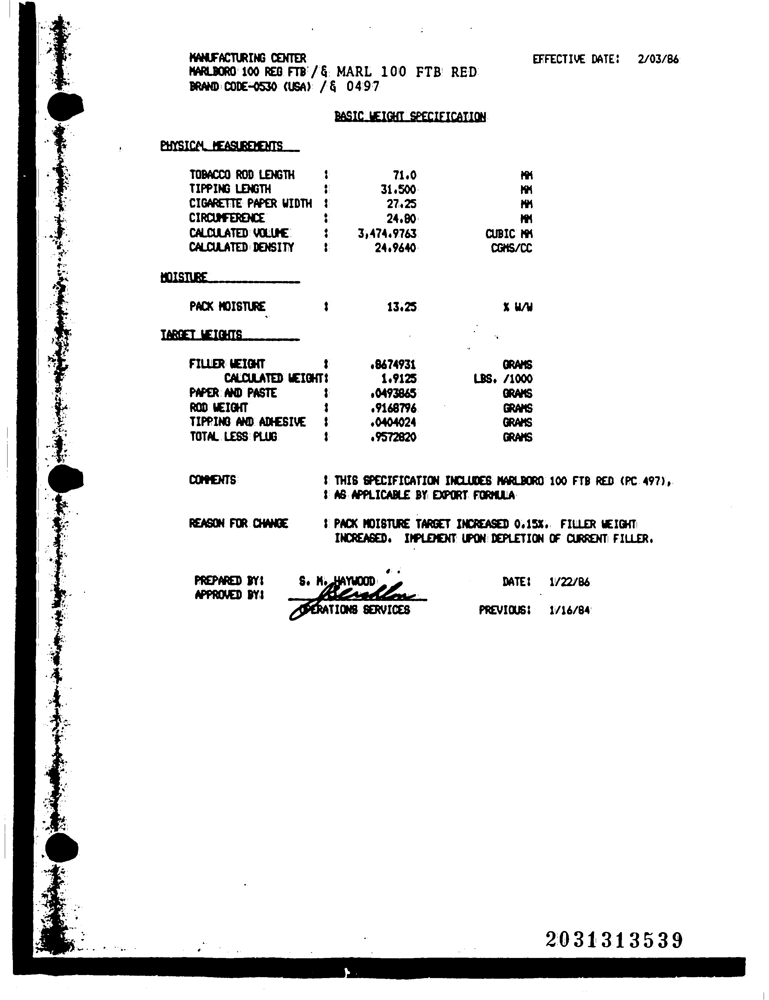 MANUFACTURING CENTER EFFECTIVE DATE: 2/03/86
MARLBORO 100 REG FTB /& MARL 100 FTB RED
BRAND CODE-0530 (USA) /& 0497
BASIC WEIGHT SPECIFICATION
PHYSICAL MEASUREMENTS
TOBACCO ROD LENGTH : 71.0 MM
TIPPING LENGTH : 31.500 MM
CIGARETTE PAPER WIDTH : 27.25 MM
CIRCUMFERENCE : 24.80 MM
CALCULATED VOLUME : 3,474.9763 CUBIC MM
CALCULATED DENSITY : 24.9640 CGMS/CC
MOISTURE
PACK MOISTURE : 13.25 % W/W
TARGET WEIGHTS
FILLER WEIGHT : .8674931 GRAMS
CALCULATED WEIGHT: 1.9125 LBS. /1000
PAPER AND PASTE : .0493865 GRAMS
ROD WEIGHT : .9168796 GRAMS
TIPPING AND ADHESIVE : .0404024 GRAMS
TOTAL LESS PLUG : .9572820 GRAMS
COMMENTS : THIS SPECIFICATION INCLUDES MARLBORO 100 FTB RED (PC 497),
: AS APPLICABLE BY EXPORT FORMULA
REASON FOR CHANGE : PACK MOISTURE TARGET INCREASED 0.15%. FILLER WEIGHT
INCREASED. IMPLEMENT UPON DEPLETION OF CURRENT FILLER.
PREPARED BY: S. M. HAYWOOD DATE: 1/22/86
APPROVED BY:
OPERATIONS SERVICES PREVIOUS: 1/16/84
2031313539